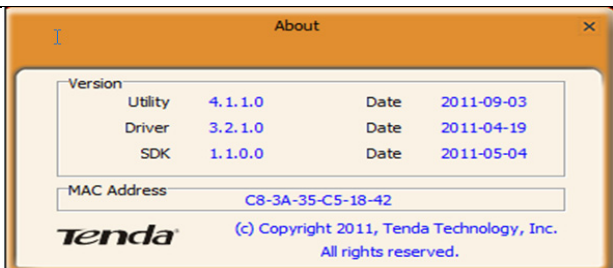 About
Version
Utility 4.1.1.0 Date 2011-09-03
Driver 3.2.1.0 Date 2011-04-19
SDK 1.1.0.0 Date 2011-05-04
MAC Address
C8-3A-35-C5-18-42
Tenda
(c) Copyright 2011, Tenda Technology, Inc.
All rights reserved.